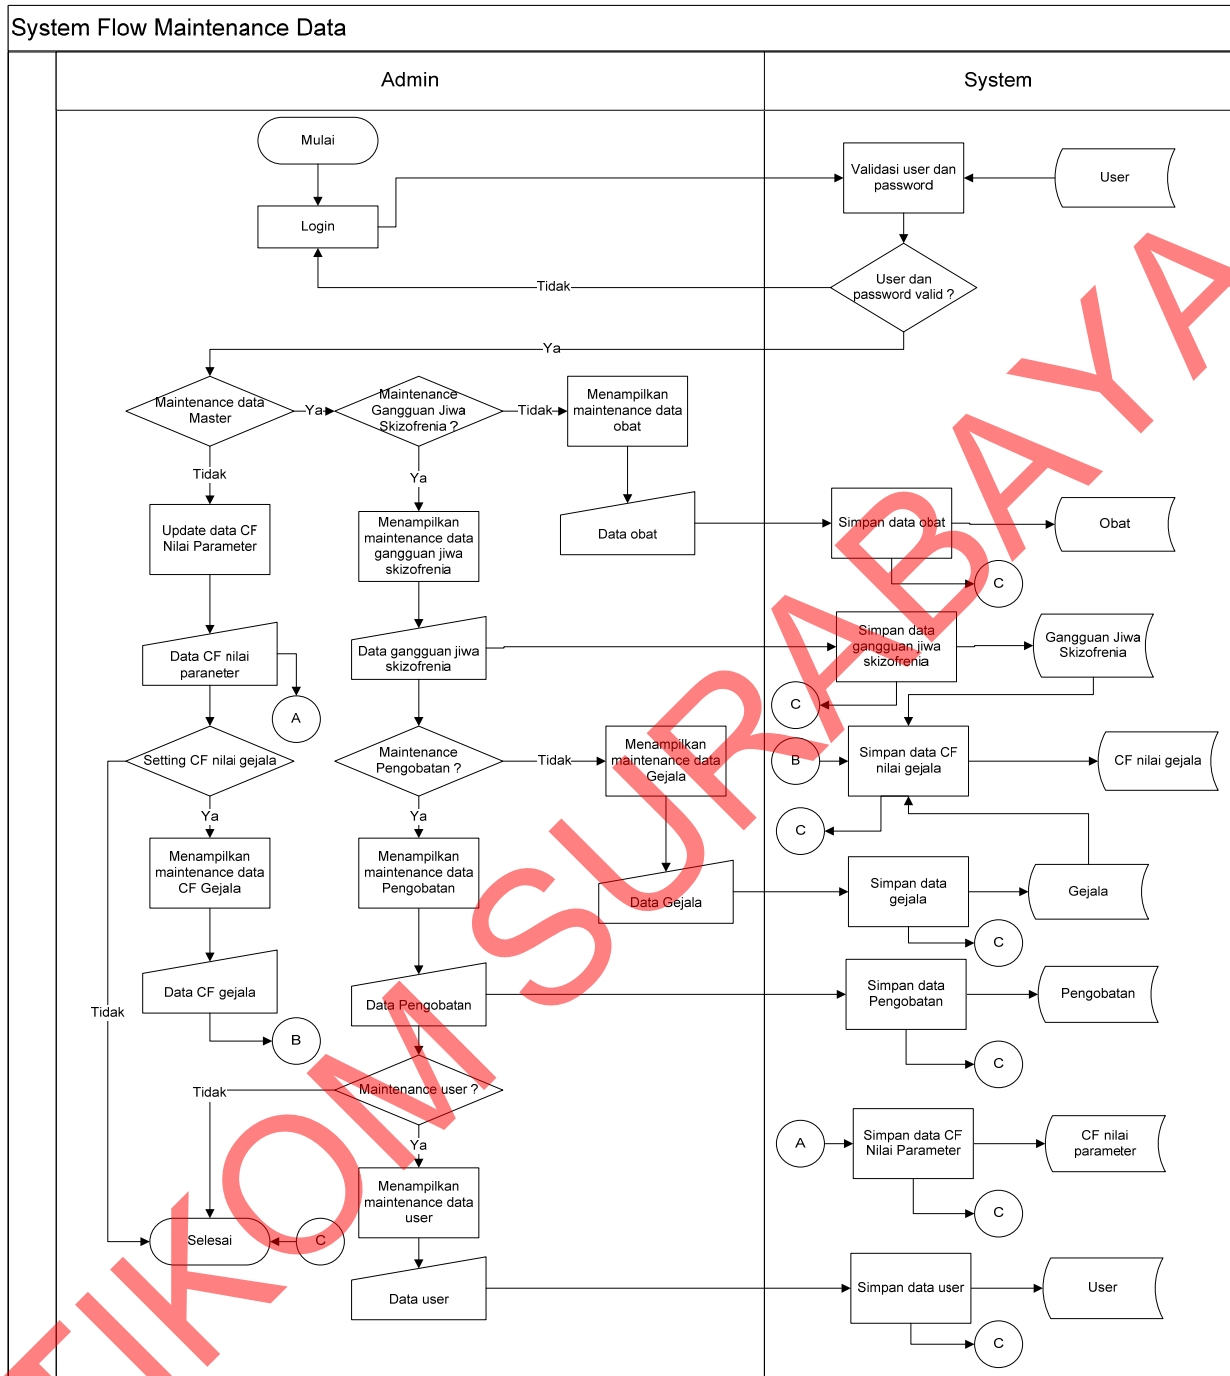 System Flow Maintenance Data
Admin
System
Mulai
Login
Validasi user dan
password
User
User dan
password valid ?
Tidak
Ya
Maintenance data
Master
Ya
Maintenance
Gangguan Jiwa
Skizofrenia ?
Tidak
Menampilkan
maintenance data
obat
Tidak
Ya
Update data CF
Nilai Parameter
Menampilkan
maintenance data
gangguan jiwa
skizofrenia
Data obat
Simpan data obat
Obat
C
Data CF nilai
paraneter
A
Data gangguan jiwa
skizofrenia
Simpan data
gangguan jiwa
skizofrenia
Gangguan Jiwa
Skizofrenia
C
Setting CF nilai gejala
Maintenance
Pengobatan ?
Tidak
Menampilkan
maintenance data
Gejala
B
Simpan data CF
nilai gejala
CF nilai gejala
C
Ya
Ya
Menampilkan
maintenance data
CF Gejala
Menampilkan
maintenance data
Pengobatan
Data Gejala
Simpan data
gejala
Gejala
C
Data CF gejala
Tidak
B
Data Pengobatan
Simpan data
Pengobatan
Pengobatan
C
Tidak
Maintenance user ?
Ya
A
Simpan data CF
Nilai Parameter
CF nilai
parameter
C
Menampilkan
maintenance data
user
Selesai
C
Data user
Simpan data user
User
C
TIKOM SURABAYA